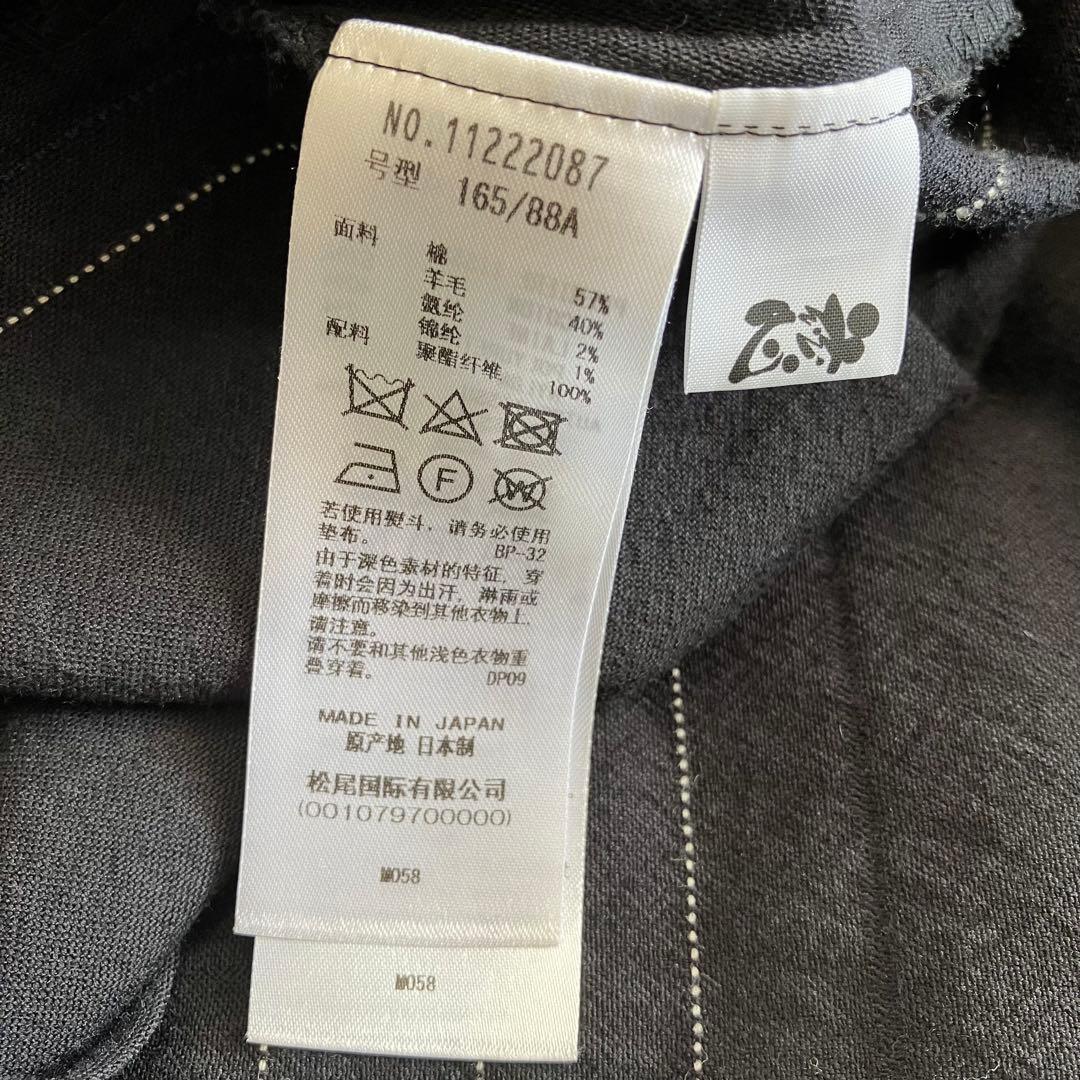 NO.11222087
号型 165/88A
面料 棉 57%
羊毛 40%
氨纶 2%
锦纶 1%
配料 聚酯纤维 100%
F
W
若使用熨斗，请务必使用
垫布。 BP-32
由于深色素材的特征，穿
着时会因为出汗，淋雨或
摩擦而移染到其他衣物上，
请注意。
请不要和其他浅色衣物重
叠穿着。 DP09
MADE IN JAPAN
原产地 日本制
松尾国际有限公司
(001079700000)
M058
M058